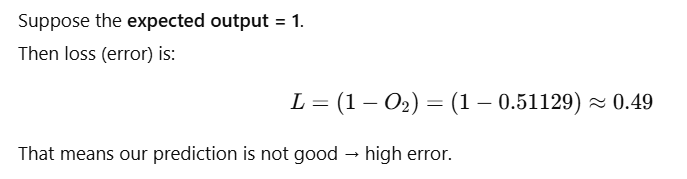 Suppose the expected output = 1.
Then loss (error) is:
L = (1 − O₂) = (1 − 0.51129) ≈ 0.49
That means our prediction is not good → high error.